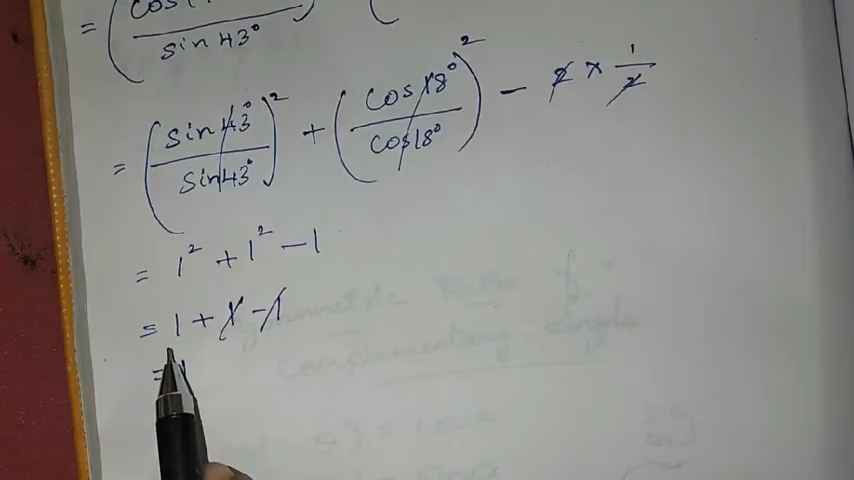 = (cos / sin 43°) (
= (sin 43° / sin 43°)² + (cos 18° / cos 18°)² − 2 × 1/2
= 1² + 1² − 1
= 1 + 1 − 1
=